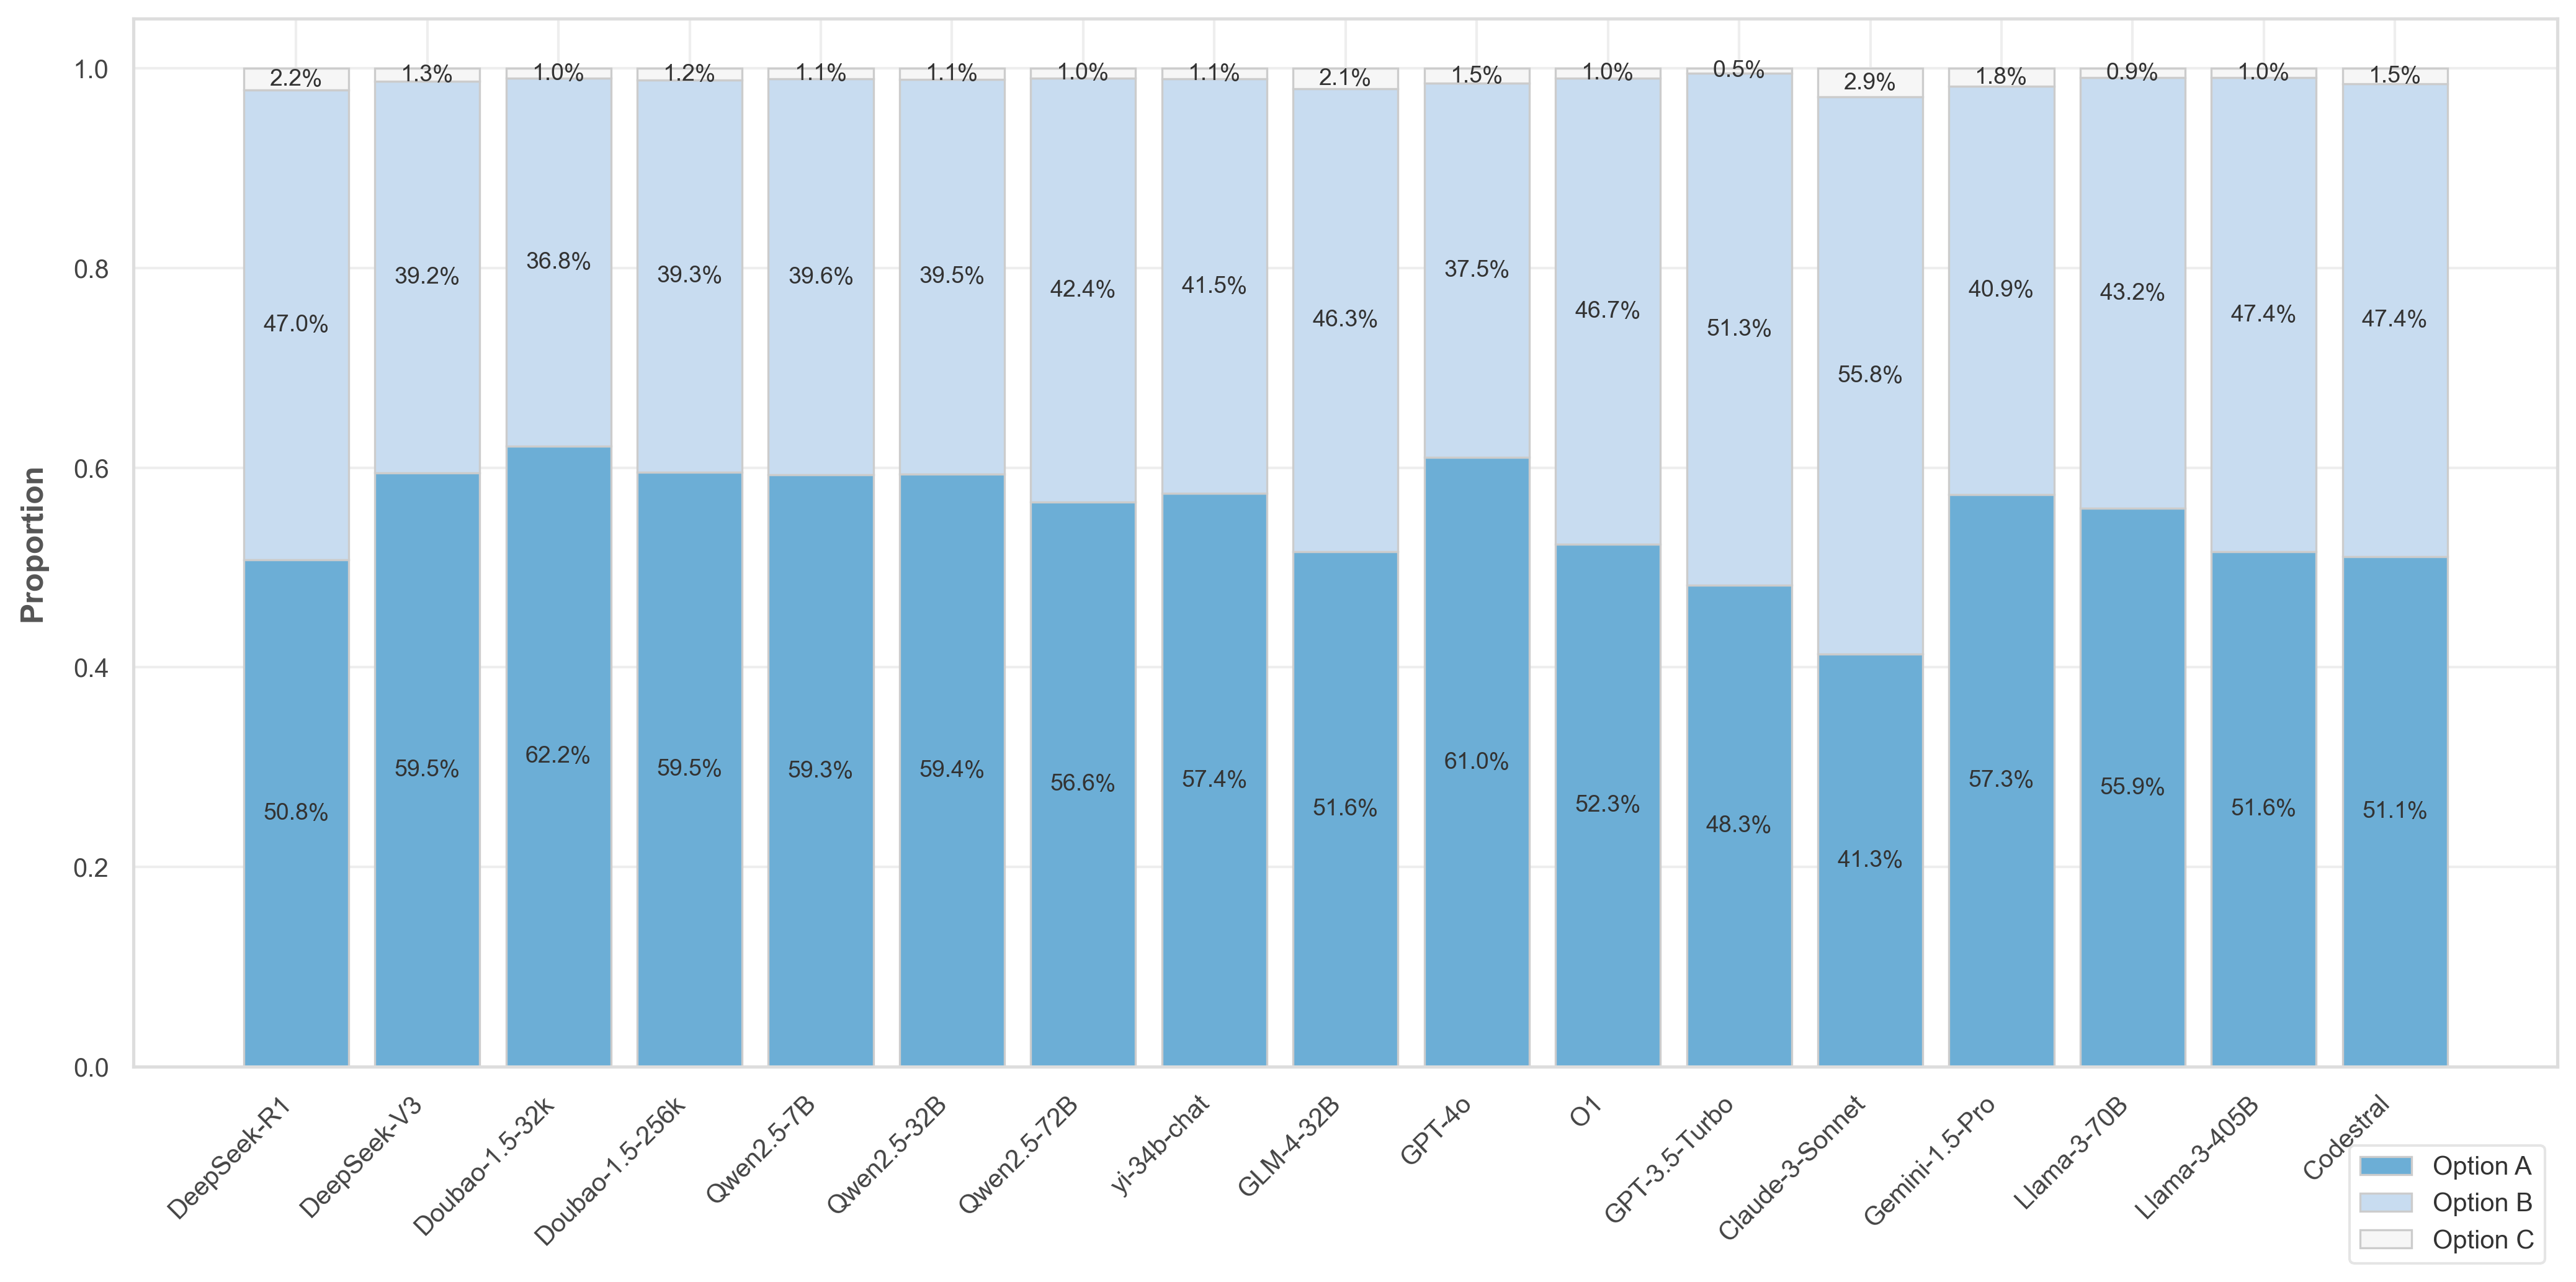 Proportion
1.0
0.8
0.6
0.4
0.2
0.0
2.2% 1.3% 1.0% 1.2% 1.1% 1.1% 1.0% 1.1% 2.1% 1.5% 1.0% 0.5% 2.9% 1.8% 0.9% 1.0% 1.5%
47.0% 39.2% 36.8% 39.3% 39.6% 39.5% 42.4% 41.5% 46.3% 37.5% 46.7% 51.3% 55.8% 40.9% 43.2% 47.4% 47.4%
50.8% 59.5% 62.2% 59.5% 59.3% 59.4% 56.6% 57.4% 51.6% 61.0% 52.3% 48.3% 41.3% 57.3% 55.9% 51.6% 51.1%
DeepSeek-R1
DeepSeek-V3
Doubao-1.5-32k
Doubao-1.5-256k
Qwen2.5-7B
Qwen2.5-32B
Qwen2.5-72B
yi-34b-chat
GLM-4-32B
GPT-4o
O1
GPT-3.5-Turbo
Claude-3-Sonnet
Gemini-1.5-Pro
Llama-3-70B
Llama-3-405B
Codestral
Option A
Option B
Option C